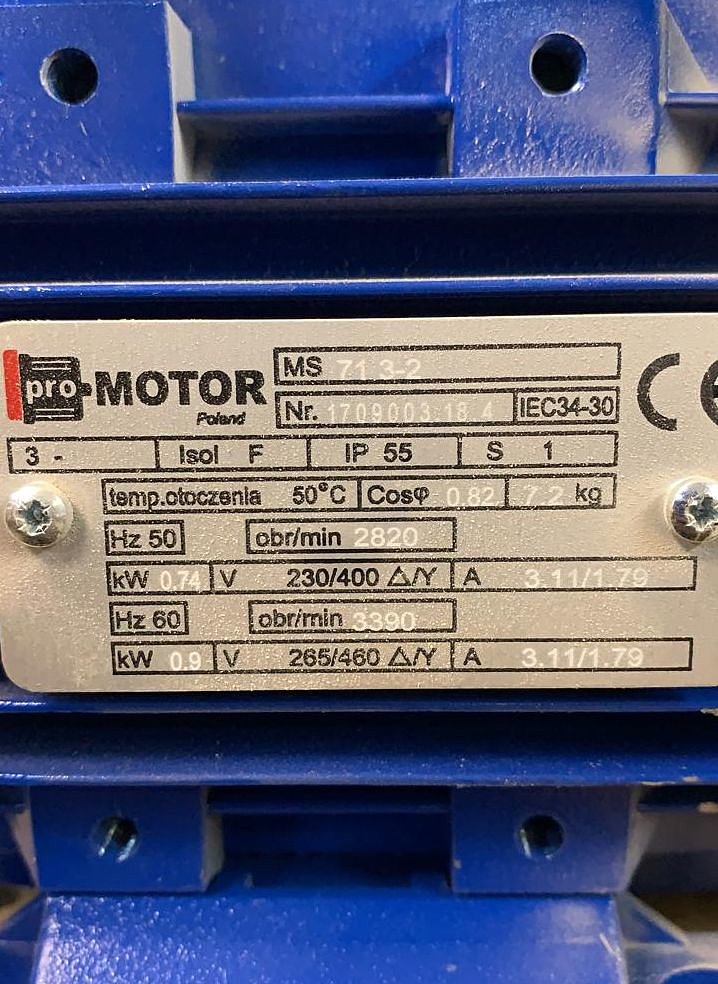 pro-MOTOR
Poland
MS 71 3-2
Nr. 1709003 18 4 IEC34-30
CE
3 - Isol F IP 55 S 1
temp.otoczenia 50°C Cosφ 0.82 7.2 kg
Hz 50 obr/min 2820
kW 0.74 V 230/400 △/Y A 3.11/1.79
Hz 60 obr/min 3390
kW 0.9 V 265/460 △/Y A 3.11/1.79